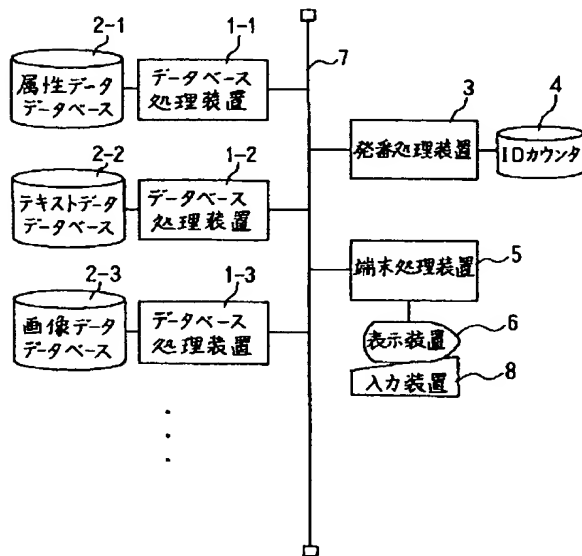 2-1
1-1
属性データ
データベース
データベース
処理装置
7
3
4
発番処理装置
IDカウンタ
2-2
1-2
テキストデータ
データベース
データベース
処理装置
端末処理装置
5
2-3
1-3
画像データ
データベース
データベース
処理装置
表示装置
6
入力装置
8